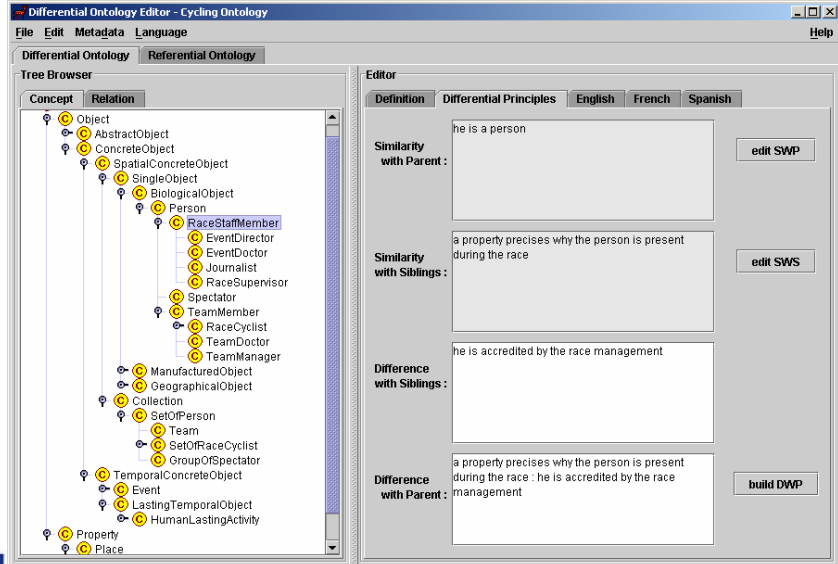 Differential Ontology Editor - Cycling Ontology
File Edit Metadata Language Help
Differential Ontology Referential Ontology
Tree Browser
Concept Relation
C Object
C AbstractObject
C ConcreteObject
C SpatialConcreteObject
C SingleObject
C BiologicalObject
C Person
C RaceStaffMember
C EventDirector
C EventDoctor
C Journalist
C RaceSupervisor
C Spectator
C TeamMember
C RaceCyclist
C TeamDoctor
C TeamManager
C ManufacturedObject
C GeographicalObject
C Collection
C SetOfPerson
C Team
C SetOfRaceCyclist
C GroupOfSpectator
C TemporalConcreteObject
C Event
C LastingTemporalObject
C HumanLastingActivity
C Property
C Place
Editor
Definition Differential Principles English French Spanish
Similarity
with Parent :
he is a person
edit SWP
Similarity
with Siblings :
a property precises why the person is present
during the race
edit SWS
Difference
with Siblings :
he is accredited by the race management
Difference
with Parent :
a property precises why the person is present
during the race : he is accredited by the race
management
build DWP